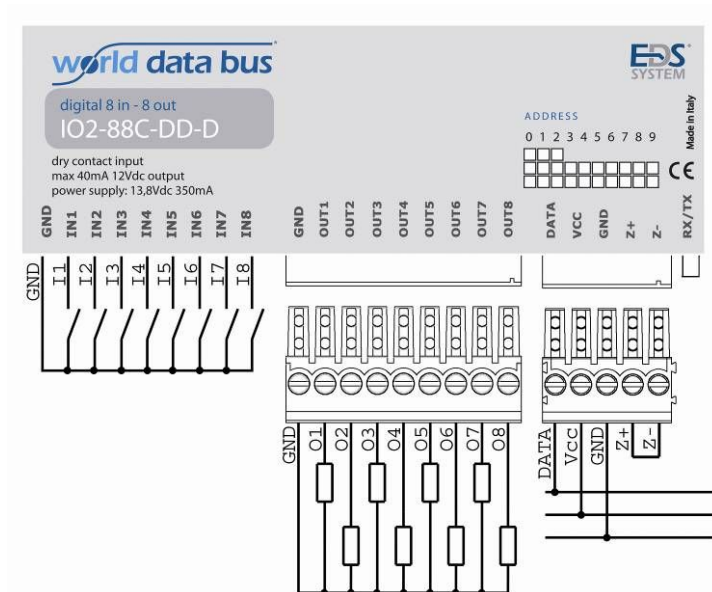 world data bus
EDS
SYSTEM
digital 8 in - 8 out
IO2-88C-DD-D
dry contact input
max 40mA 12Vdc output
power supply: 13,8Vdc 350mA
ADDRESS
0 1 2 3 4 5 6 7 8 9
Made in Italy
CE
GND IN1 IN2 IN3 IN4 IN5 IN6 IN7 IN8
GND OUT1 OUT2 OUT3 OUT4 OUT5 OUT6 OUT7 OUT8
DATA VCC GND Z+ Z- RX/TX
GND I1 I2 I3 I4 I5 I6 I7 I8
GND O1 O2 O3 O4 O5 O6 O7 O8
DATA Vcc GND Z+ Z-